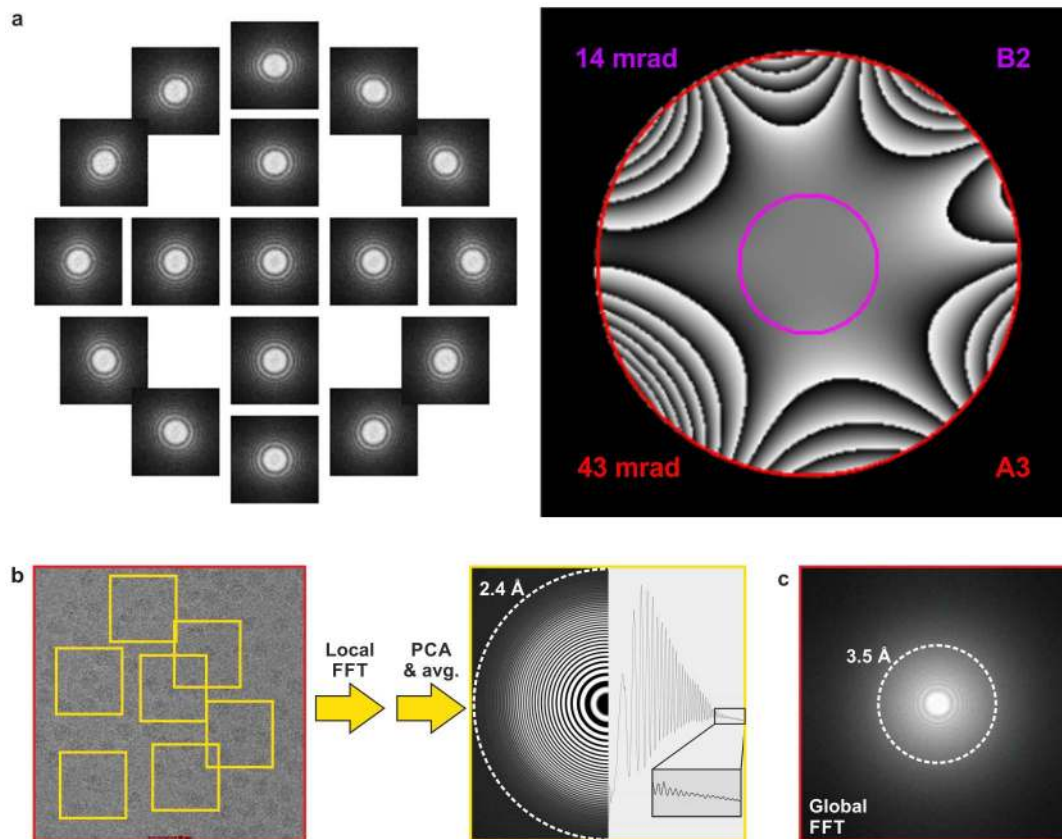 a
14 mrad
B2
43 mrad
A3
b
Local
FFT
PCA
& avg.
2.4 Å
c
3.5 Å
Global
FFT